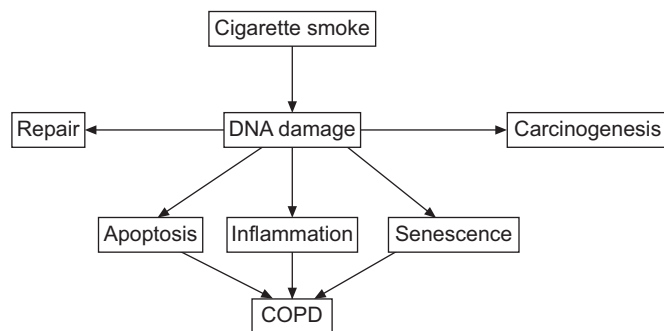 Cigarette smoke
Repair
DNA damage
Carcinogenesis
Apoptosis
Inflammation
Senescence
COPD